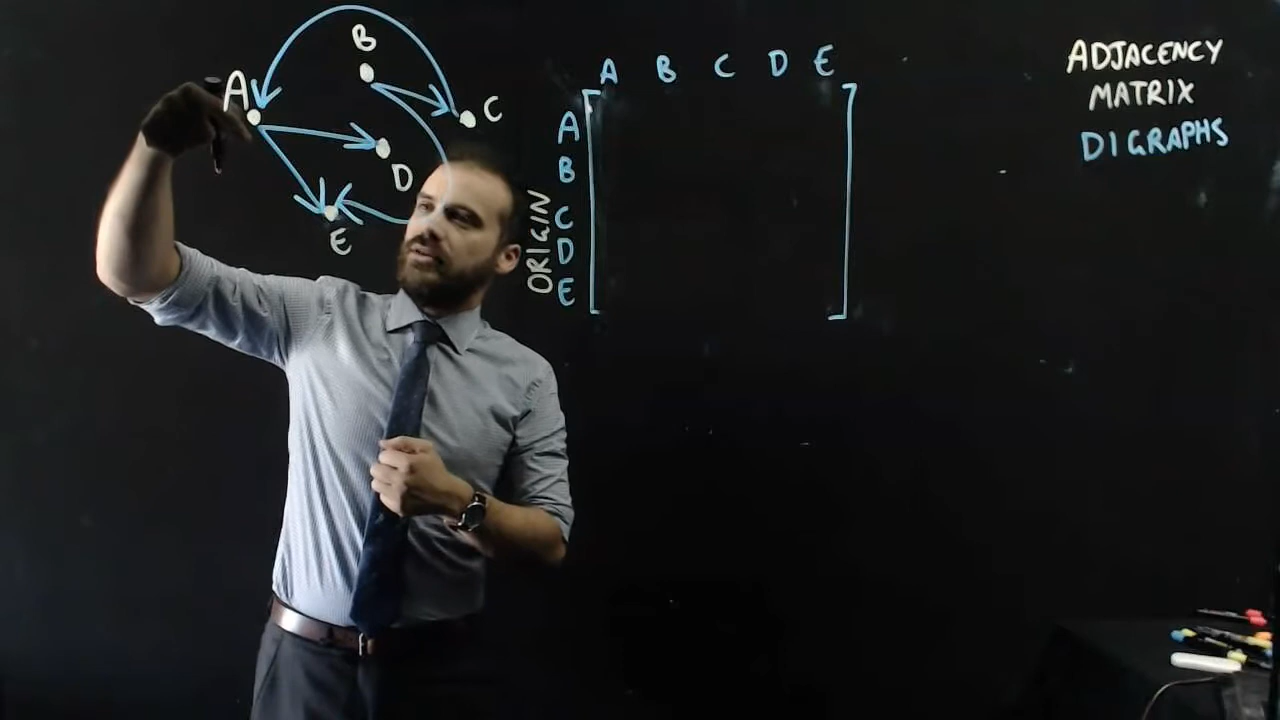 A
B
C
D
E
A B C D E
A
B
C
D
E
ORIGIN
ADJACENCY
MATRIX
DIGRAPHS